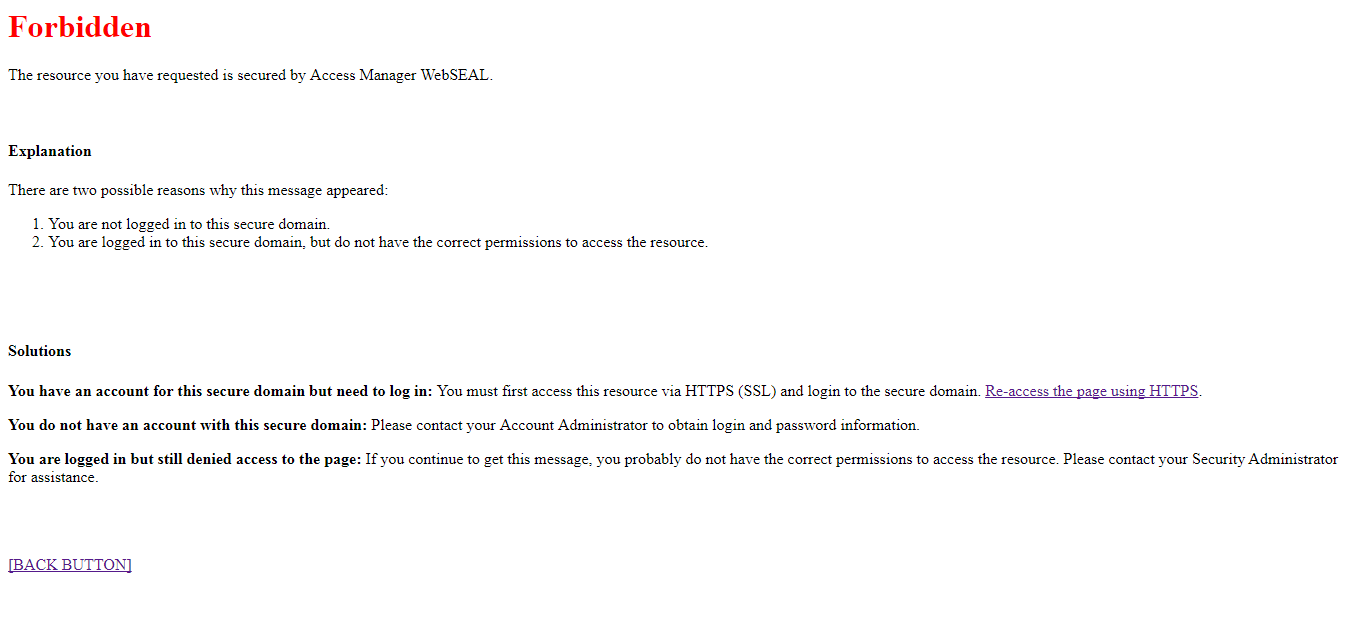 Forbidden
The resource you have requested is secured by Access Manager WebSEAL.
Explanation
There are two possible reasons why this message appeared:
1. You are not logged in to this secure domain.
2. You are logged in to this secure domain, but do not have the correct permissions to access the resource.
Solutions
You have an account for this secure domain but need to log in: You must first access this resource via HTTPS (SSL) and login to the secure domain. Re-access the page using HTTPS.
You do not have an account with this secure domain: Please contact your Account Administrator to obtain login and password information.
You are logged in but still denied access to the page: If you continue to get this message, you probably do not have the correct permissions to access the resource. Please contact your Security Administrator
for assistance.
[BACK BUTTON]